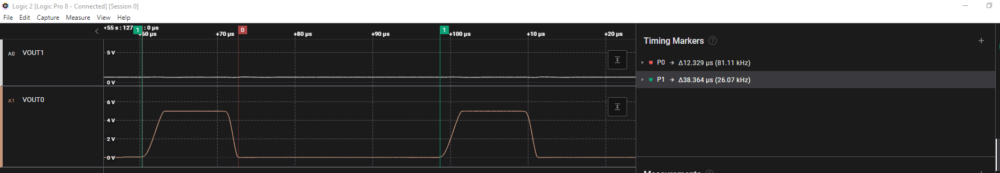 Logic 2 [Logic Pro 8 - Connected] [Session 0]
File Edit Capture Measure View Help
55 s : 127 : 0 µs
1 0 1
+60 µs +70 µs +80 µs +90 µs +100 µs +10 µs +20 µs
A0 VOUT1
5 V
0 V
A1 VOUT0
6 V
4 V
2 V
0 V
Timing Markers ?
P0 → Δ12.329 µs (81.11 kHz)
P1 → Δ38.364 µs (26.07 kHz)
Measurements